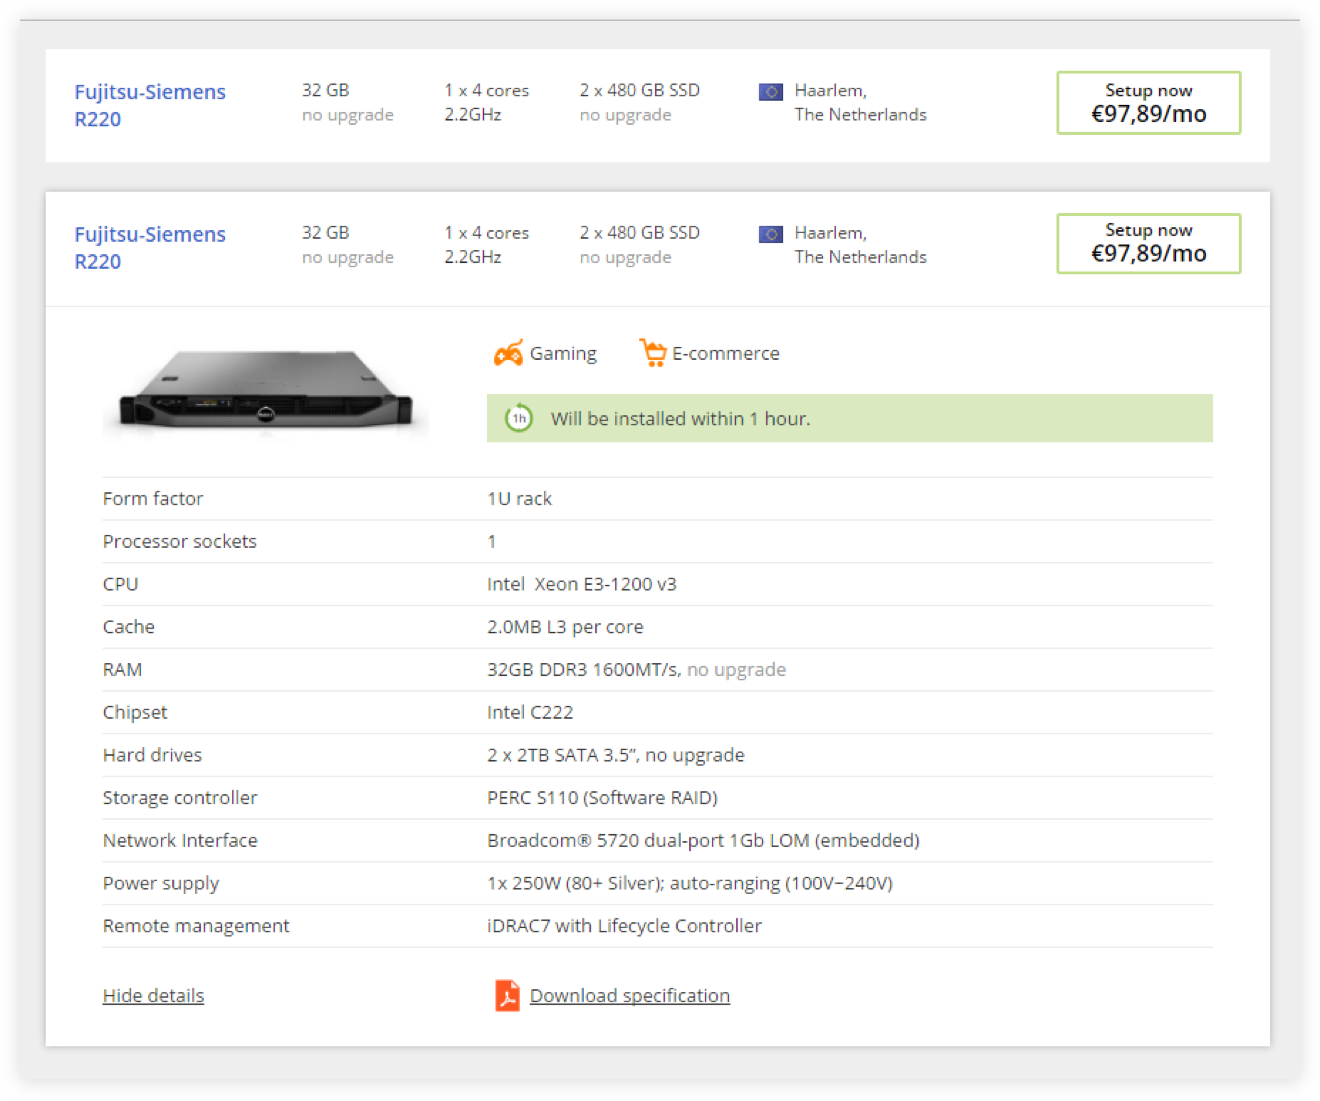 Fujitsu-Siemens
R220
32 GB
no upgrade
1 x 4 cores
2.2GHz
2 x 480 GB SSD
no upgrade
Haarlem,
The Netherlands
Setup now
€97,89/mo
Fujitsu-Siemens
R220
32 GB
no upgrade
1 x 4 cores
2.2GHz
2 x 480 GB SSD
no upgrade
Haarlem,
The Netherlands
Setup now
€97,89/mo
Gaming
E-commerce
1h Will be installed within 1 hour.
Form factor 1U rack
Processor sockets 1
CPU Intel Xeon E3-1200 v3
Cache 2.0MB L3 per core
RAM 32GB DDR3 1600MT/s, no upgrade
Chipset Intel C222
Hard drives 2 x 2TB SATA 3.5”, no upgrade
Storage controller PERC S110 (Software RAID)
Network Interface Broadcom® 5720 dual-port 1Gb LOM (embedded)
Power supply 1x 250W (80+ Silver); auto-ranging (100V~240V)
Remote management iDRAC7 with Lifecycle Controller
Hide details
Download specification